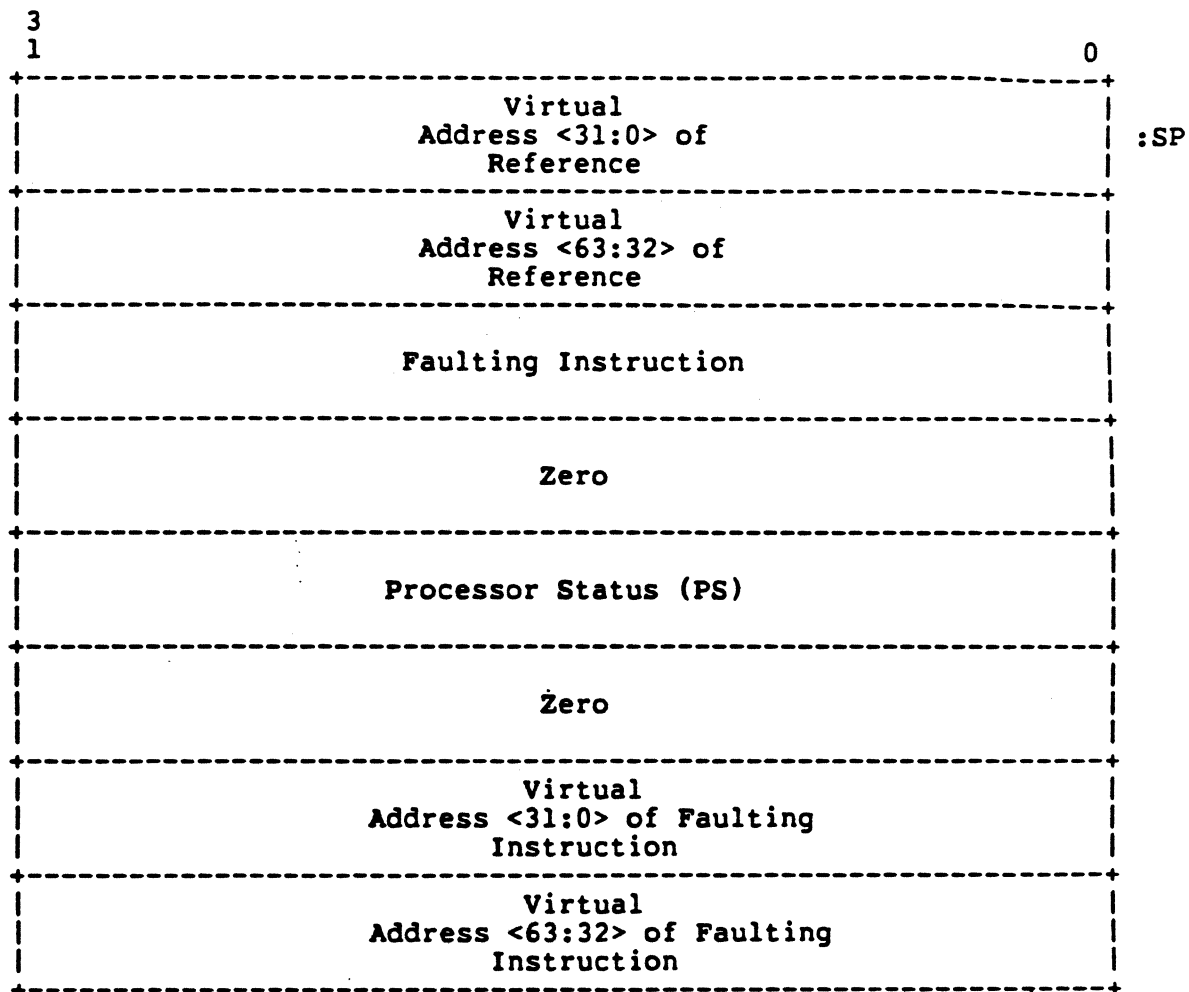 3
1 0
Virtual
Address <31:0> of :SP
Reference
Virtual
Address <63:32> of
Reference
Faulting Instruction
Zero
Processor Status (PS)
Zero
Virtual
Address <31:0> of Faulting
Instruction
Virtual
Address <63:32> of Faulting
Instruction